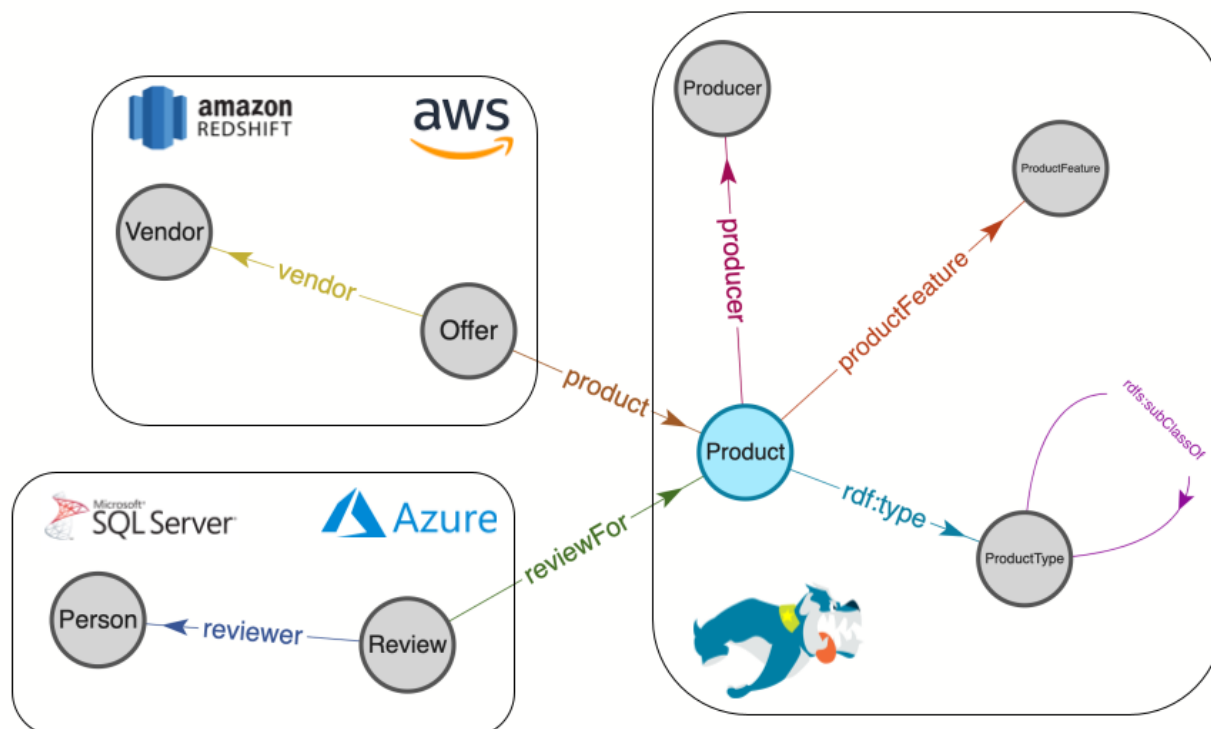 amazon
REDSHIFT
aws
Vendor
vendor
Offer
product
Microsoft®
SQL Server®
Azure
Person
reviewer
Review
reviewFor
Producer
producer
ProductFeature
productFeature
Product
rdf:type
ProductType
rdfs:subClassOf